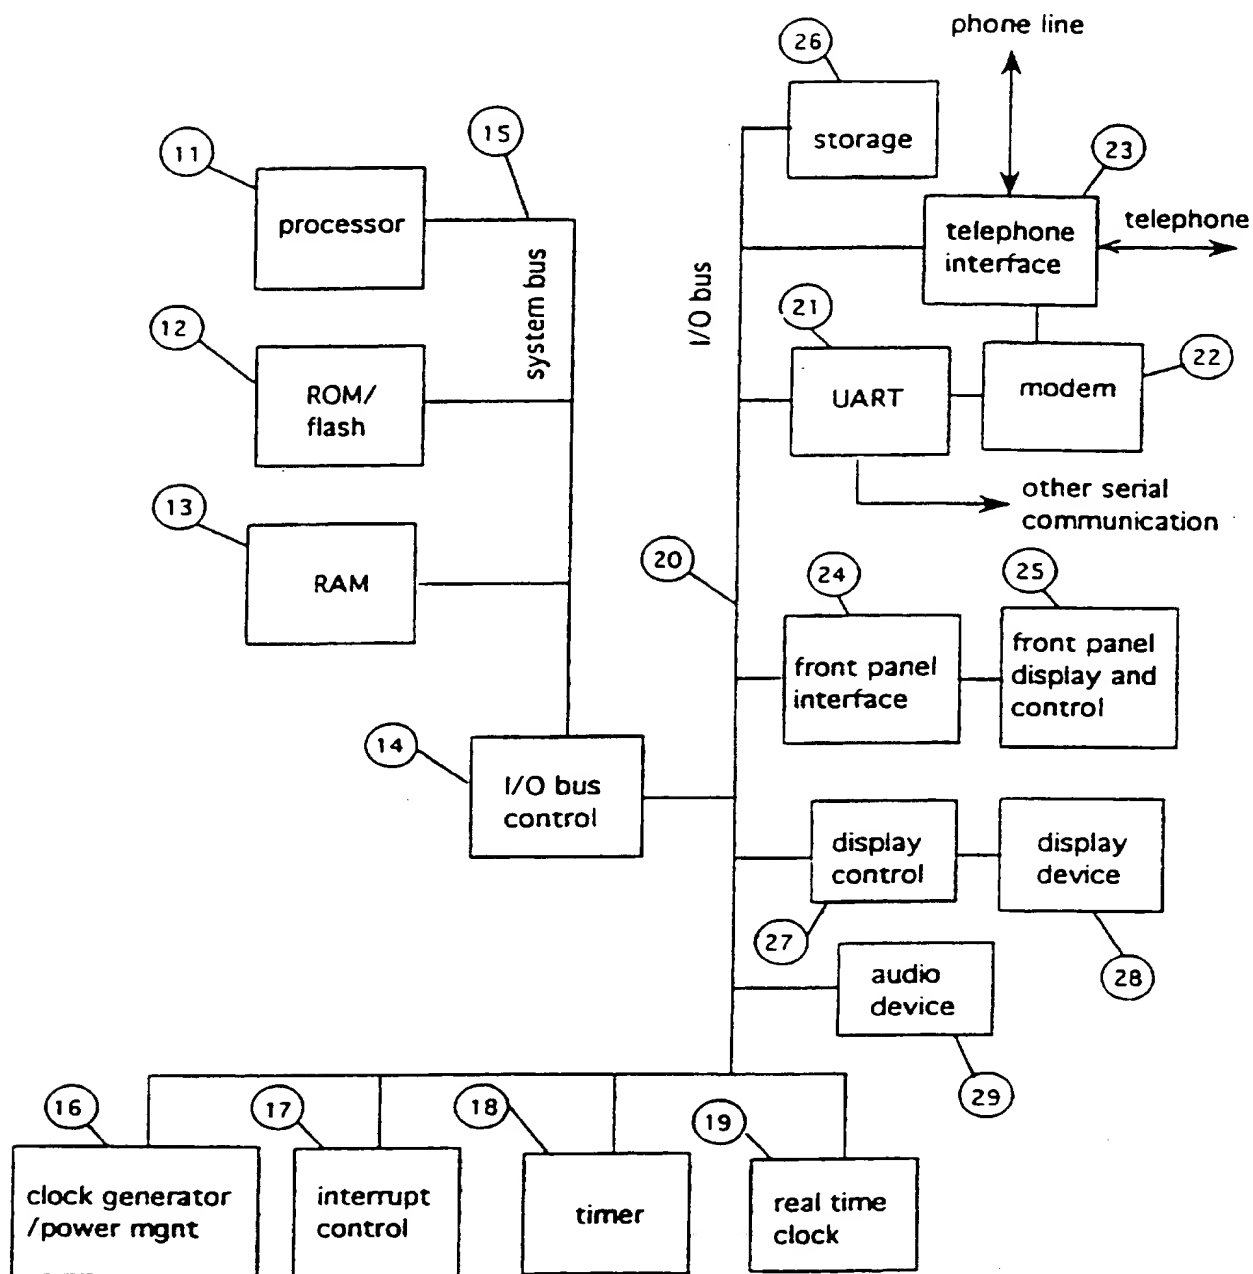 phone line
26
storage
15
11
processor
23
telephone
telephone
interface
system bus
I/O bus
21
12
22
ROM/
flash
UART
modem
other serial
communication
13
RAM
20
24
25
front panel
interface
front panel
display and
control
14
I/O bus
control
display
control
display
device
27
28
audio
device
29
16
17
18
19
clock generator
/power mgnt
interrupt
control
timer
real time
clock